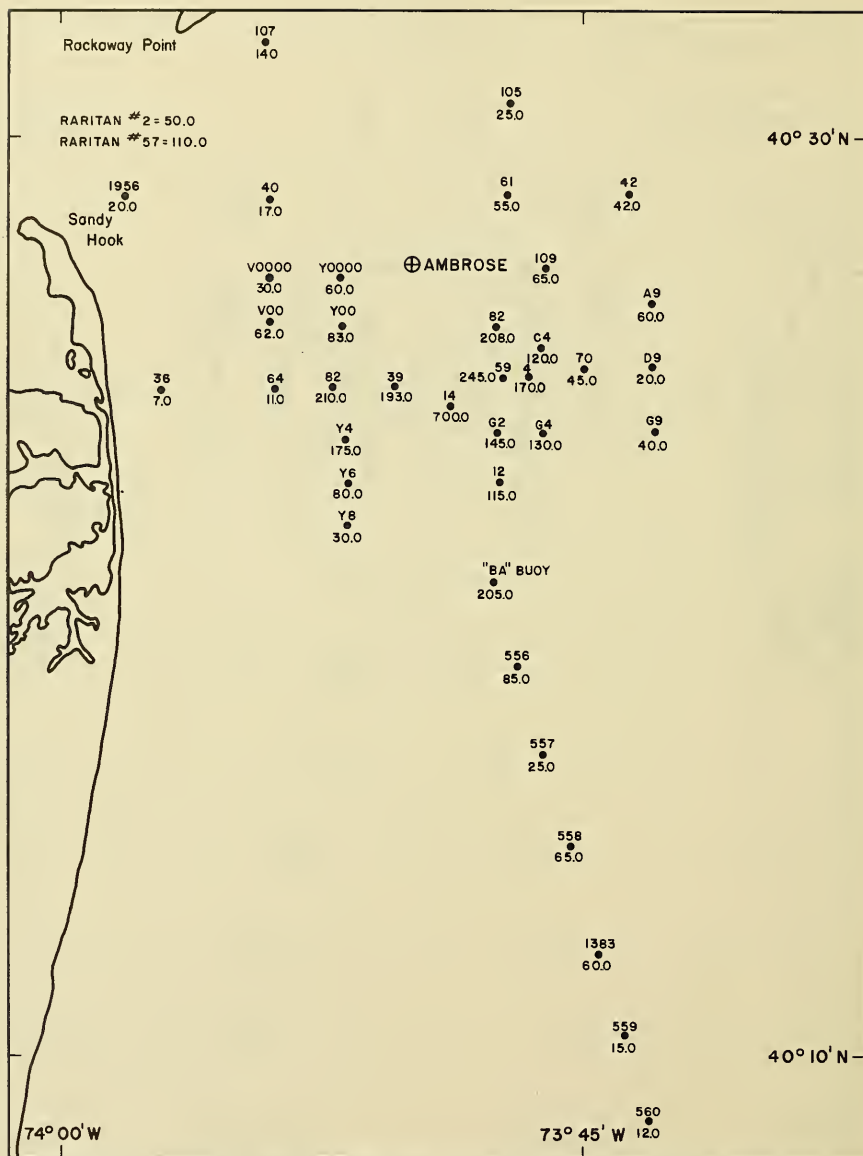 107
Rockaway Point
14.0
105
25.0
RARITAN #2 = 50.0
RARITAN #57 = 110.0
40° 30' N
1956
20.0
40
17.0
61
55.0
42
42.0
Sandy
Hook
V0000
30.0
Y0000
60.0
AMBROSE
109
65.0
A9
60.0
V00
62.0
Y00
83.0
82
208.0
C4
120.0
70
45.0
D9
20.0
36
7.0
64
11.0
82
210.0
39
193.0
59
245.0
4
170.0
14
700.0
G2
145.0
G4
130.0
G9
40.0
Y4
175.0
Y6
80.0
12
115.0
Y8
30.0
"BA" BUOY
205.0
556
85.0
557
25.0
558
65.0
1383
60.0
559
15.0
40° 10' N
560
12.0
74° 00' W
73° 45' W